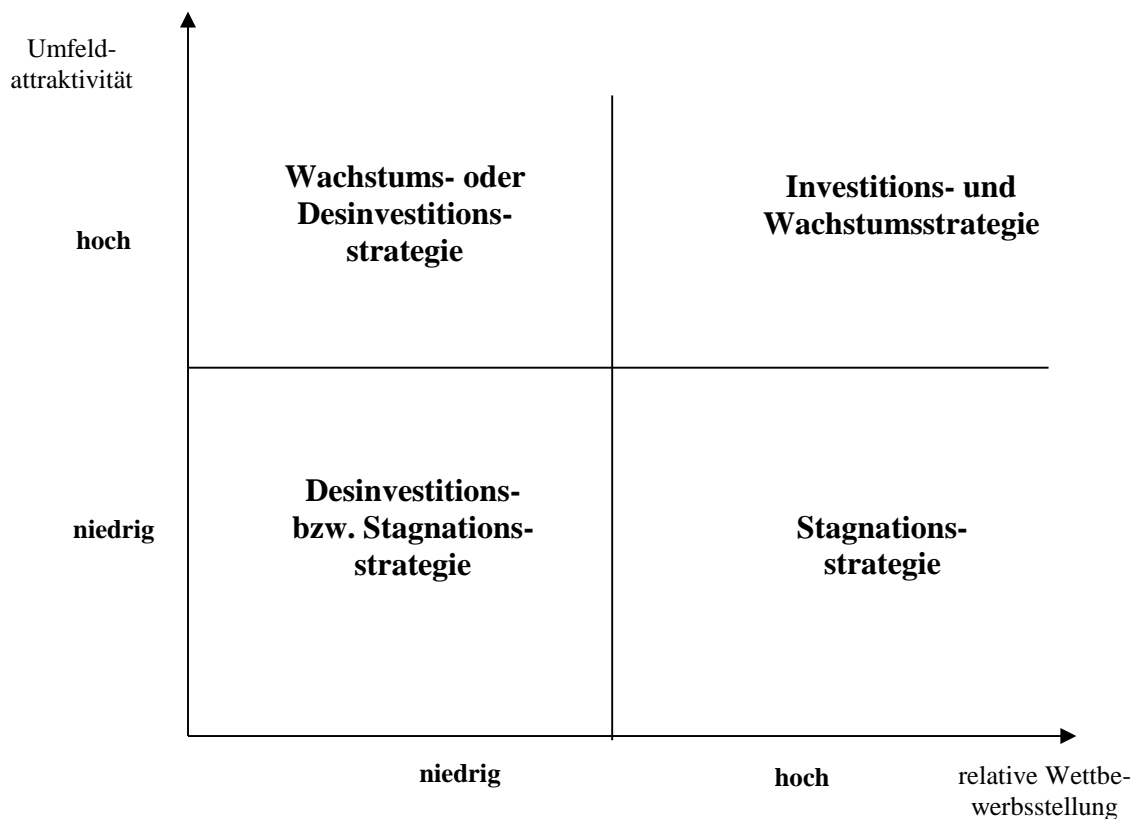 Umfeld-
attraktivität
Wachstums- oder
Desinvestitions-
strategie
Investitions- und
Wachstumsstrategie
hoch
Desinvestitions-
bzw. Stagnations-
strategie
Stagnations-
strategie
niedrig
niedrig
hoch
relative Wettbe-
werbsstellung